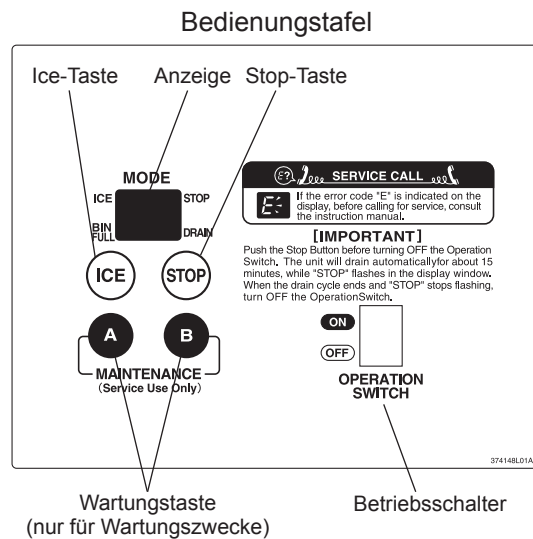 Bedienungstafel
Ice-Taste
Anzeige
Stop-Taste
MODE
ICE
STOP
BIN
FULL
DRAIN
ICE
STOP
A
B
MAINTENANCE
(Service Use Only)
E?
SERVICE CALL
E
If the error code "E" is indicated on the
display, before calling for service, consult
the instruction manual.
[IMPORTANT]
Push the Stop Button before turning OFF the Operation
Switch. The unit will drain automaticallyfor about 15
minutes, while "STOP" flashes in the display window.
When the drain cycle ends and "STOP" stops flashing,
turn OFF the OperationSwitch.
ON
OFF
OPERATION
SWITCH
374148L01A
Wartungstaste
(nur für Wartungszwecke)
Betriebsschalter